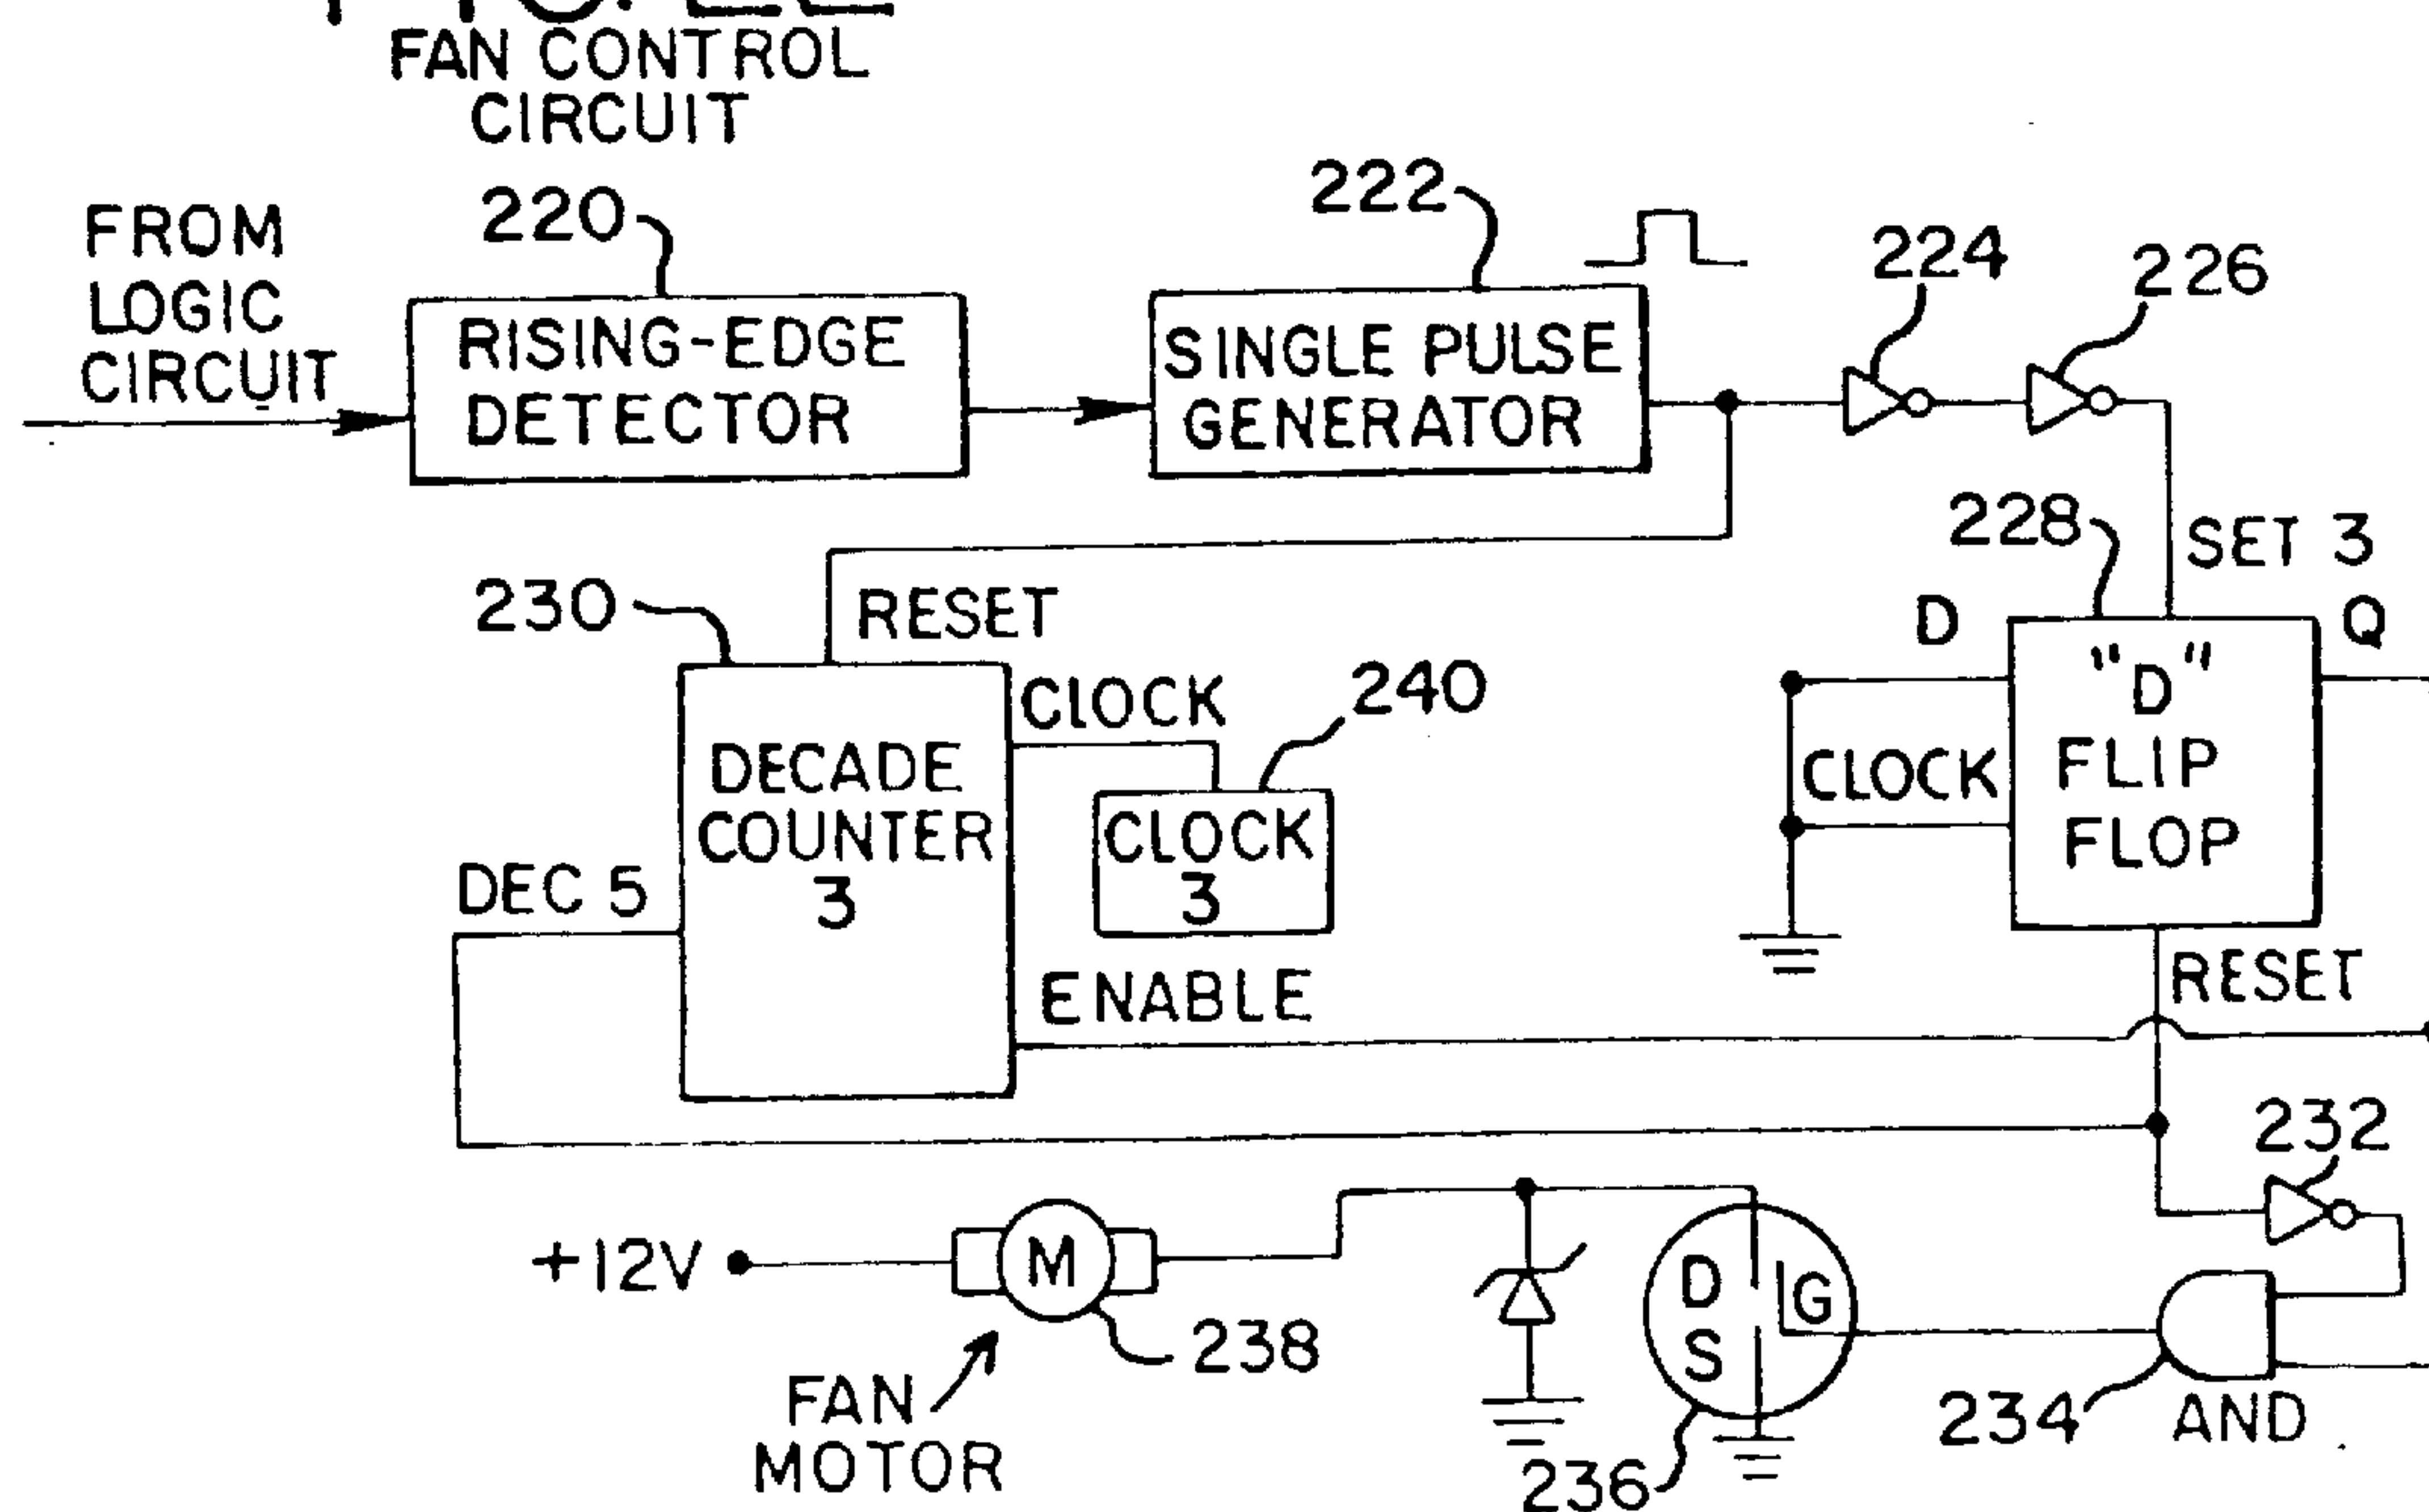 FAN CONTROL
CIRCUIT
FROM
LOGIC
CIRCUIT
220
RISING-EDGE
DETECTOR
222
SINGLE PULSE
GENERATOR
224
226
228
SET 3
D
Q
"D"
FLIP
FLOP
CLOCK
RESET
230
RESET
DECADE
COUNTER
3
CLOCK
240
CLOCK
3
DEC 5
ENABLE
232
+12V
M
238
FAN
MOTOR
D
G
S
236
234
AND